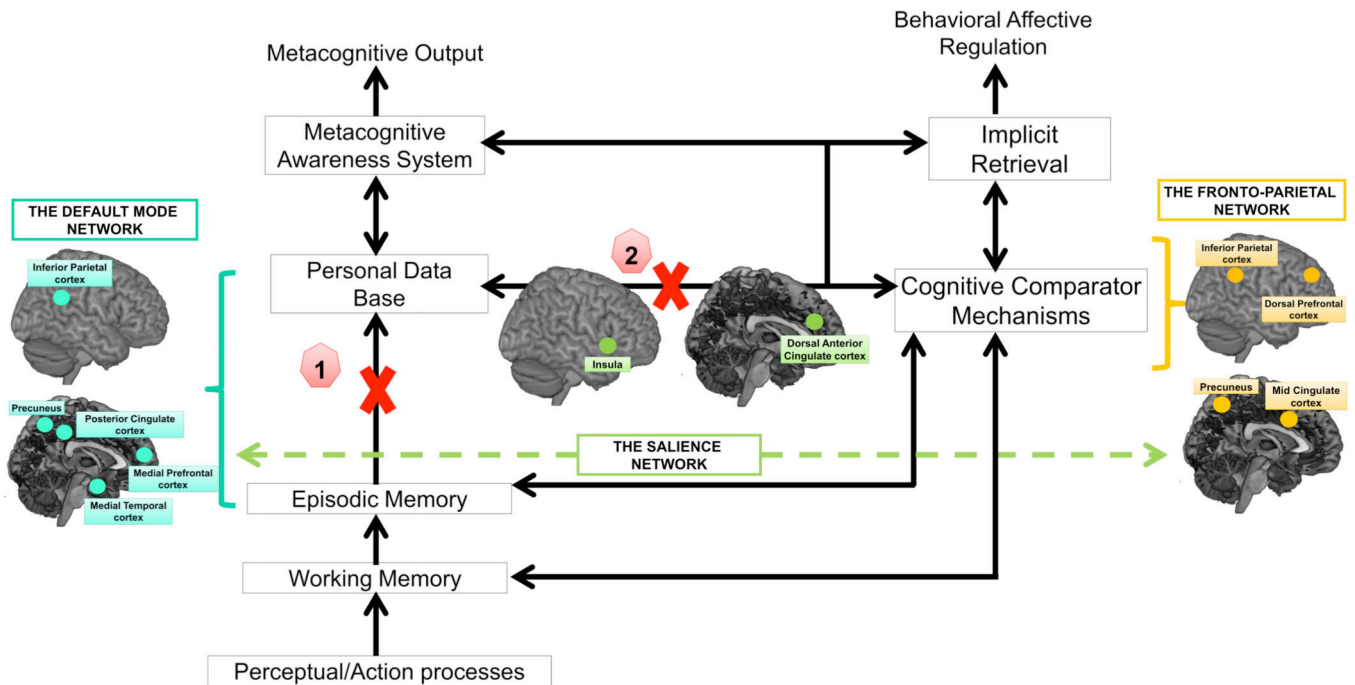 Metacognitive Output
Behavioral Affective
Regulation
Metacognitive
Awareness System
Implicit
Retrieval
THE DEFAULT MODE
NETWORK
THE FRONTO-PARIETAL
NETWORK
Inferior Parietal
cortex
Personal Data
Base
2
Cognitive Comparator
Mechanisms
Inferior Parietal
cortex
Dorsal Prefrontal
cortex
1
Insula
Dorsal Anterior
Cingulate cortex
Precuneus
Posterior Cingulate
cortex
Medial Prefrontal
cortex
Medial Temporal
cortex
Precuneus
Mid Cingulate
cortex
THE SALIENCE
NETWORK
Episodic Memory
Working Memory
Perceptual/Action processes